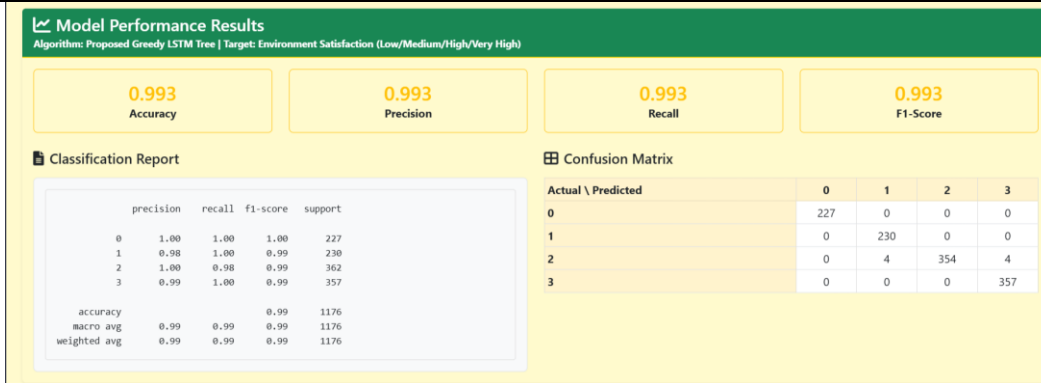 Model Performance Results
Algorithm: Proposed Greedy LSTM Tree | Target: Environment Satisfaction (Low/Medium/High/Very High)
0.993
Accuracy
0.993
Precision
0.993
Recall
0.993
F1-Score
Classification Report
precision recall f1-score support
0 1.00 1.00 1.00 227
1 0.98 1.00 0.99 230
2 1.00 0.98 0.99 362
3 0.99 1.00 0.99 357
accuracy 0.99 1176
macro avg 0.99 0.99 0.99 1176
weighted avg 0.99 0.99 0.99 1176
Confusion Matrix
Actual \ Predicted 0 1 2 3
0 227 0 0 0
1 0 230 0 0
2 0 4 354 4
3 0 0 0 357